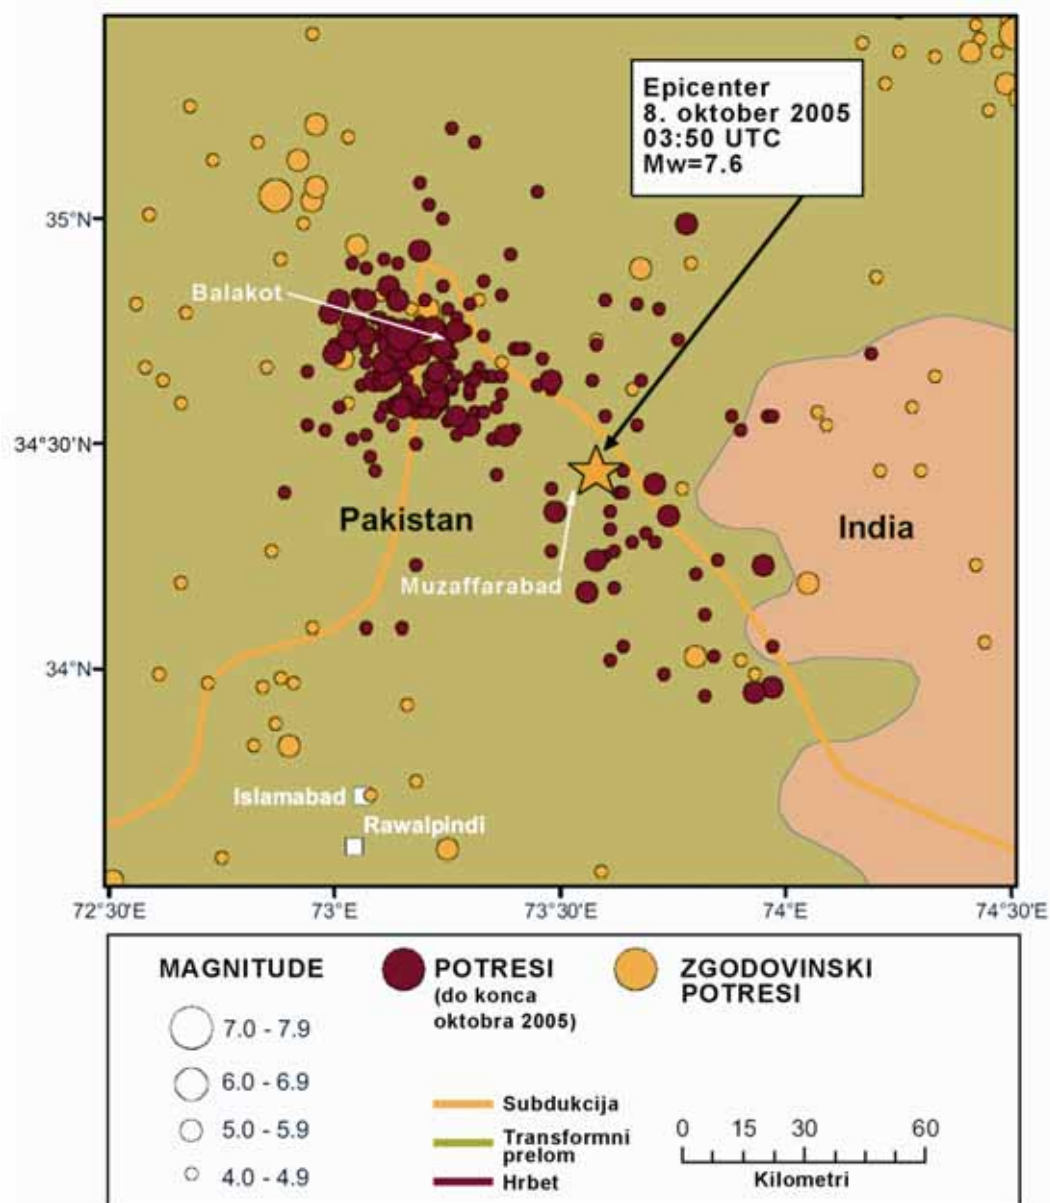 Epicenter
8. oktober 2005
03:50 UTC
Mw=7.6
35°N
Balakot
34°30'N
Pakistan
India
Muzaffarabad
34°N
Islamabad
Rawalpindi
72°30'E
73°E
73°30'E
74°E
74°30'E
MAGNITUDE
7.0 - 7.9
6.0 - 6.9
5.0 - 5.9
4.0 - 4.9
POTRESI
(do konca
oktobra 2005)
ZGODOVINSKI
POTRESI
Subdukcija
Transformni
prelom
Hrbet
0 15 30 60
Kilometri